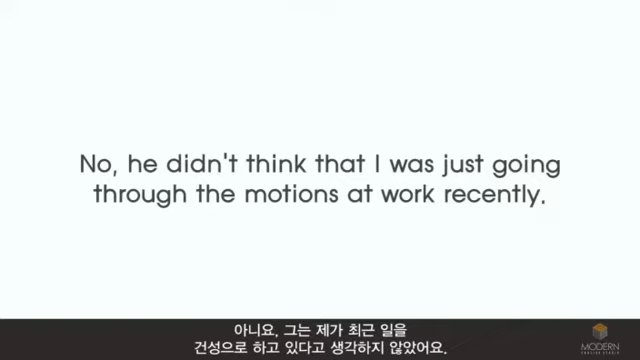 No, he didn't think that I was just going
through the motions at work recently.
아니요, 그는 제가 최근 일을
건성으로 하고 있다고 생각하지 않았어요.
MODERN
ENGLISH STUDIO